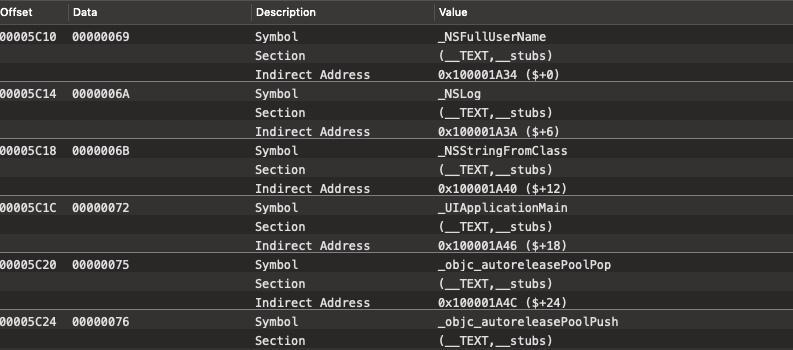 Offset Data Description Value
00005C10 00000069 Symbol _NSFullUserName
Section (__TEXT,__stubs)
Indirect Address 0x100001A34 ($+0)
00005C14 0000006A Symbol _NSLog
Section (__TEXT,__stubs)
Indirect Address 0x100001A3A ($+6)
00005C18 0000006B Symbol _NSStringFromClass
Section (__TEXT,__stubs)
Indirect Address 0x100001A40 ($+12)
00005C1C 00000072 Symbol _UIApplicationMain
Section (__TEXT,__stubs)
Indirect Address 0x100001A46 ($+18)
00005C20 00000075 Symbol _objc_autoreleasePoolPop
Section (__TEXT,__stubs)
Indirect Address 0x100001A4C ($+24)
00005C24 00000076 Symbol _objc_autoreleasePoolPush
Section (__TEXT,__stubs)